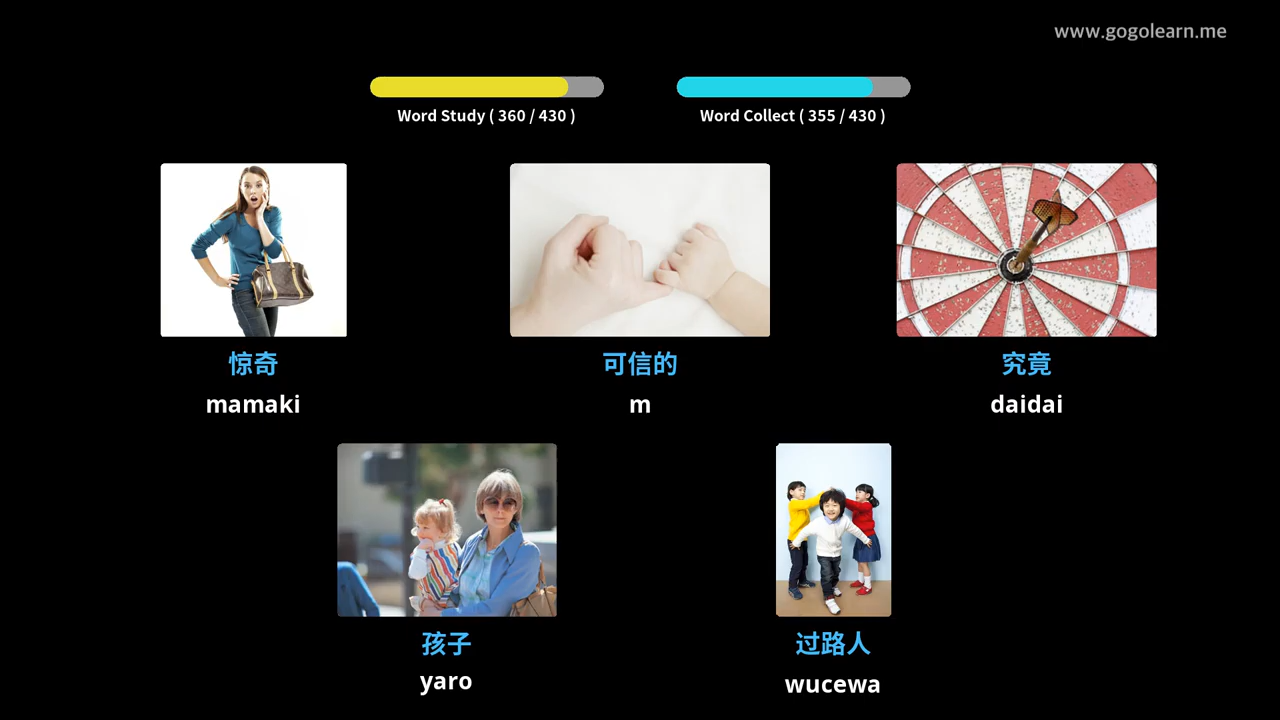 www.gogolearn.me
Word Study ( 360 / 430 )
Word Collect ( 355 / 430 )
惊奇
mamaki
可信的
m
究竟
daidai
孩子
yaro
过路人
wucewa